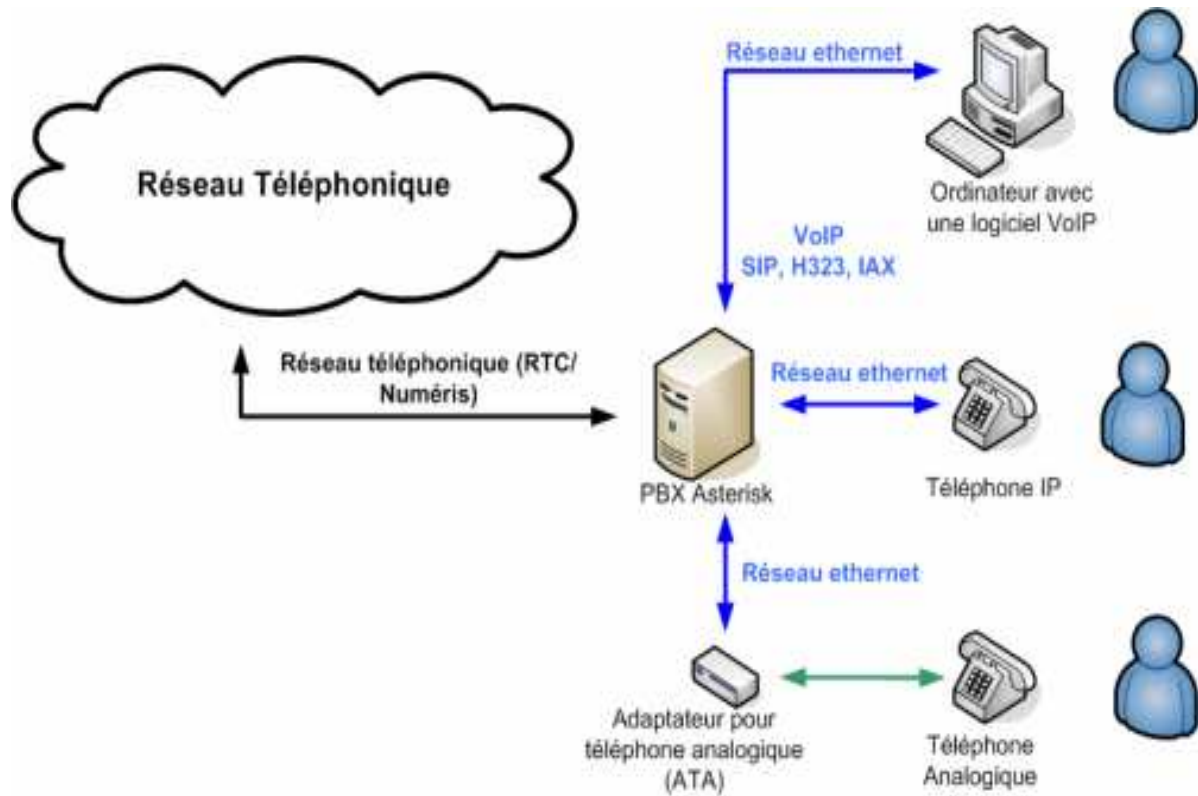 Réseau ethernet
Réseau Téléphonique
Ordinateur avec
une logiciel VoIP
VoIP
SIP, H323, IAX
Réseau téléphonique (RTC/
Numéris)
Réseau ethernet
PBX Asterisk
Téléphone IP
Réseau ethernet
Adaptateur pour
téléphone analogique
(ATA)
Téléphone
Analogique